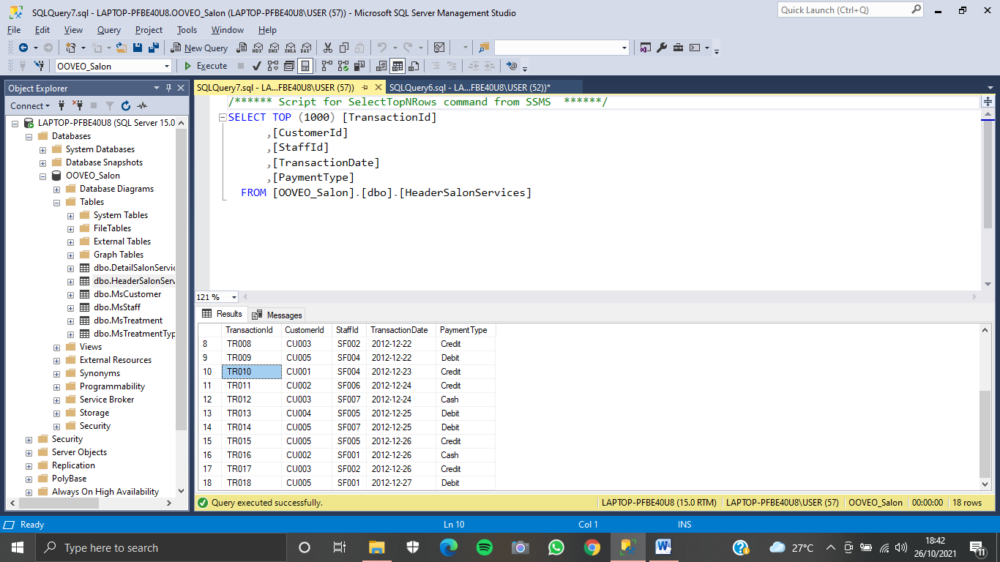 SQLQuery7.sql - LAPTOP-PFBE40U8.OOVEO_Salon (LAPTOP-PFBE40U8\USER (57)) - Microsoft SQL Server Management Studio
Quick Launch (Ctrl+Q)
File Edit View Query Project Tools Window Help
New Query MDX DMX XMLA DAX
OOVEO_Salon Execute
Object Explorer
SQLQuery7.sql - LA...FBE40U8\USER (57)) SQLQuery6.sql - LA...FBE40U8\USER (52))*
Connect
LAPTOP-PFBE40U8 (SQL Server 15.0
Databases
System Databases
Database Snapshots
OOVEO_Salon
Database Diagrams
Tables
System Tables
FileTables
External Tables
Graph Tables
dbo.DetailSalonServic
dbo.HeaderSalonServ
dbo.MsCustomer
dbo.MsStaff
dbo.MsTreatment
dbo.MsTreatmentTyp
Views
External Resources
Synonyms
Programmability
Service Broker
Storage
Security
Security
Server Objects
Replication
PolyBase
Always On High Availability
/****** Script for SelectTopNRows command from SSMS  ******/
SELECT TOP (1000) [TransactionId]
,[CustomerId]
,[StaffId]
,[TransactionDate]
,[PaymentType]
FROM [OOVEO_Salon].[dbo].[HeaderSalonServices]
121 %
Results Messages
TransactionId CustomerId StaffId TransactionDate PaymentType
8 TR008 CU003 SF002 2012-12-22 Credit
9 TR009 CU005 SF004 2012-12-22 Debit
10 TR010 CU001 SF004 2012-12-23 Credit
11 TR011 CU002 SF006 2012-12-24 Credit
12 TR012 CU003 SF007 2012-12-24 Cash
13 TR013 CU004 SF005 2012-12-25 Debit
14 TR014 CU005 SF007 2012-12-25 Debit
15 TR015 CU005 SF005 2012-12-26 Credit
16 TR016 CU002 SF001 2012-12-26 Cash
17 TR017 CU003 SF002 2012-12-26 Credit
18 TR018 CU005 SF001 2012-12-27 Debit
Query executed successfully. LAPTOP-PFBE40U8 (15.0 RTM) LAPTOP-PFBE40U8\USER (57) OOVEO_Salon 00:00:00 18 rows
Ready Ln 10 Col 1 INS
Type here to search
27°C
18:42
26/10/2021
11